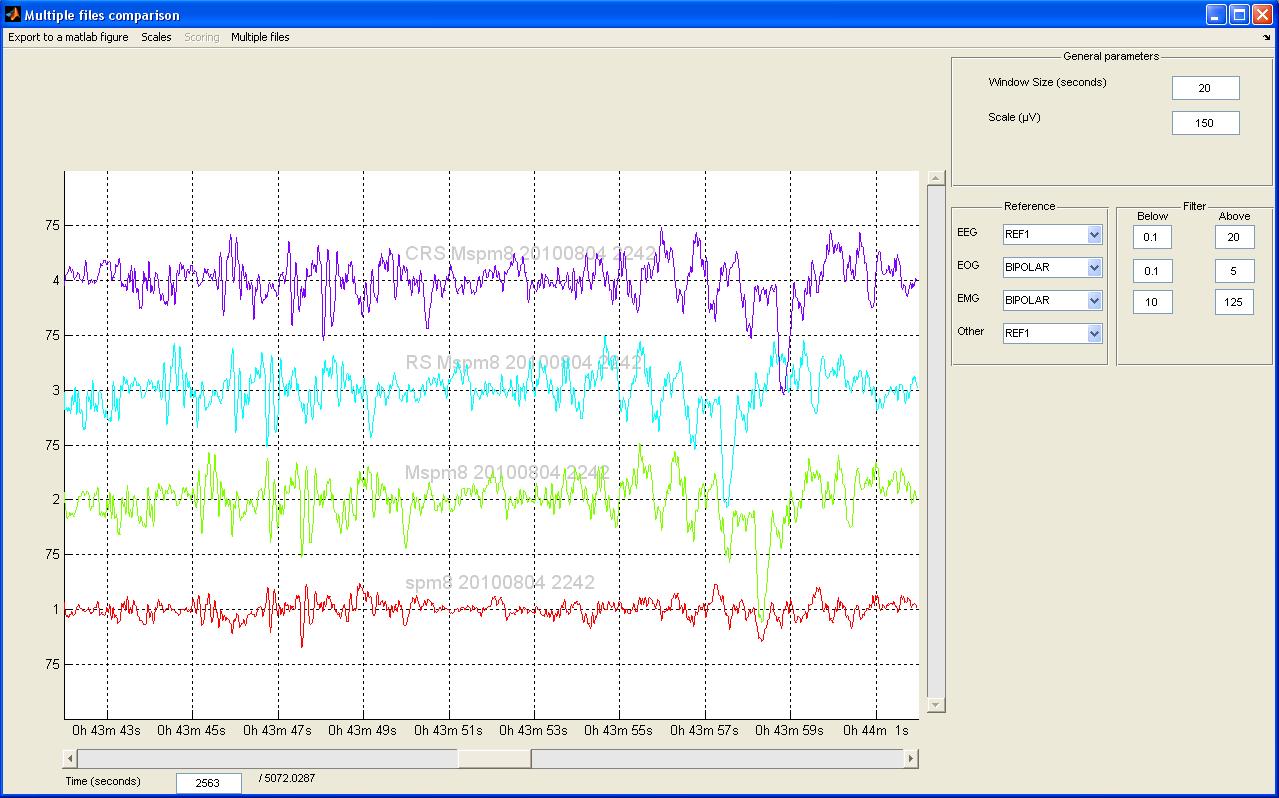 Multiple files comparison
Export to a matlab figure Scales Scoring Multiple files
General parameters
Window Size (seconds) 20
Scale (µV) 150
Reference
EEG REF1
EOG BIPOLAR
EMG BIPOLAR
Other REF1
Filter
Below Above
0.1 20
0.1 5
10 125
75
CRS Mspm8 20100804 2242
4
75
RS Mspm8 20100804 2242
3
75
Mspm8 20100804 2242
2
75
spm8 20100804 2242
1
75
0h 43m 43s 0h 43m 45s 0h 43m 47s 0h 43m 49s 0h 43m 51s 0h 43m 53s 0h 43m 55s 0h 43m 57s 0h 43m 59s 0h 44m 1s
Time (seconds) 2563 / 5072.0287